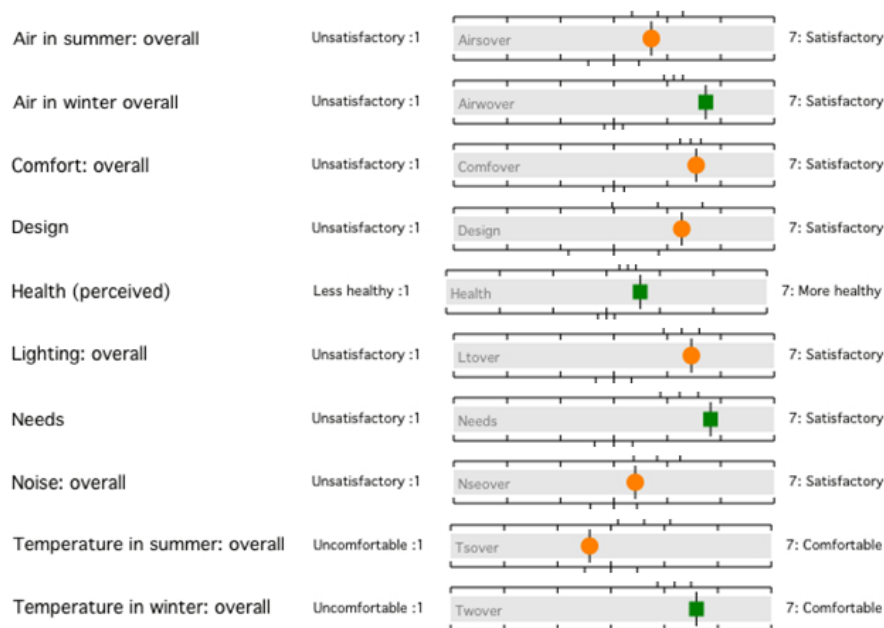 Air in summer: overall Unsatisfactory :1 Airsover 7: Satisfactory
Air in winter overall Unsatisfactory :1 Airwover 7: Satisfactory
Comfort: overall Unsatisfactory :1 Comfover 7: Satisfactory
Design Unsatisfactory :1 Design 7: Satisfactory
Health (perceived) Less healthy :1 Health 7: More healthy
Lighting: overall Unsatisfactory :1 Ltover 7: Satisfactory
Needs Unsatisfactory :1 Needs 7: Satisfactory
Noise: overall Unsatisfactory :1 Nseover 7: Satisfactory
Temperature in summer: overall Uncomfortable :1 Tsover 7: Comfortable
Temperature in winter: overall Uncomfortable :1 Twover 7: Comfortable